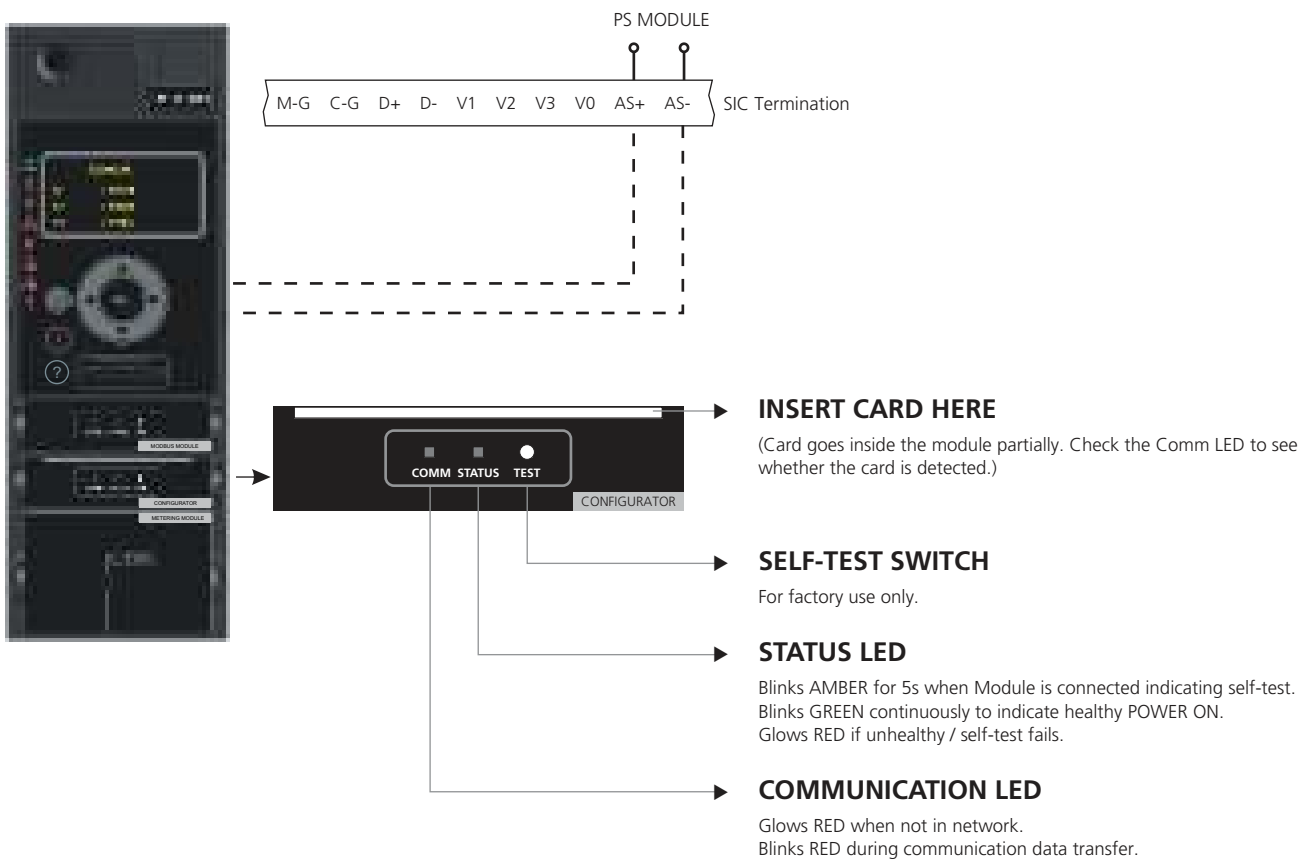 PS MODULE
M-G C-G D+ D- V1 V2 V3 V0 AS+ AS- SIC Termination
?
MODBUS MODULE
CONFIGURATOR
METERING MODULE
COMM STATUS TEST
CONFIGURATOR
INSERT CARD HERE
(Card goes inside the module partially. Check the Comm LED to see
whether the card is detected.)
SELF-TEST SWITCH
For factory use only.
STATUS LED
Blinks AMBER for 5s when Module is connected indicating self-test.
Blinks GREEN continuously to indicate healthy POWER ON.
Glows RED if unhealthy / self-test fails.
COMMUNICATION LED
Glows RED when not in network.
Blinks RED during communication data transfer.